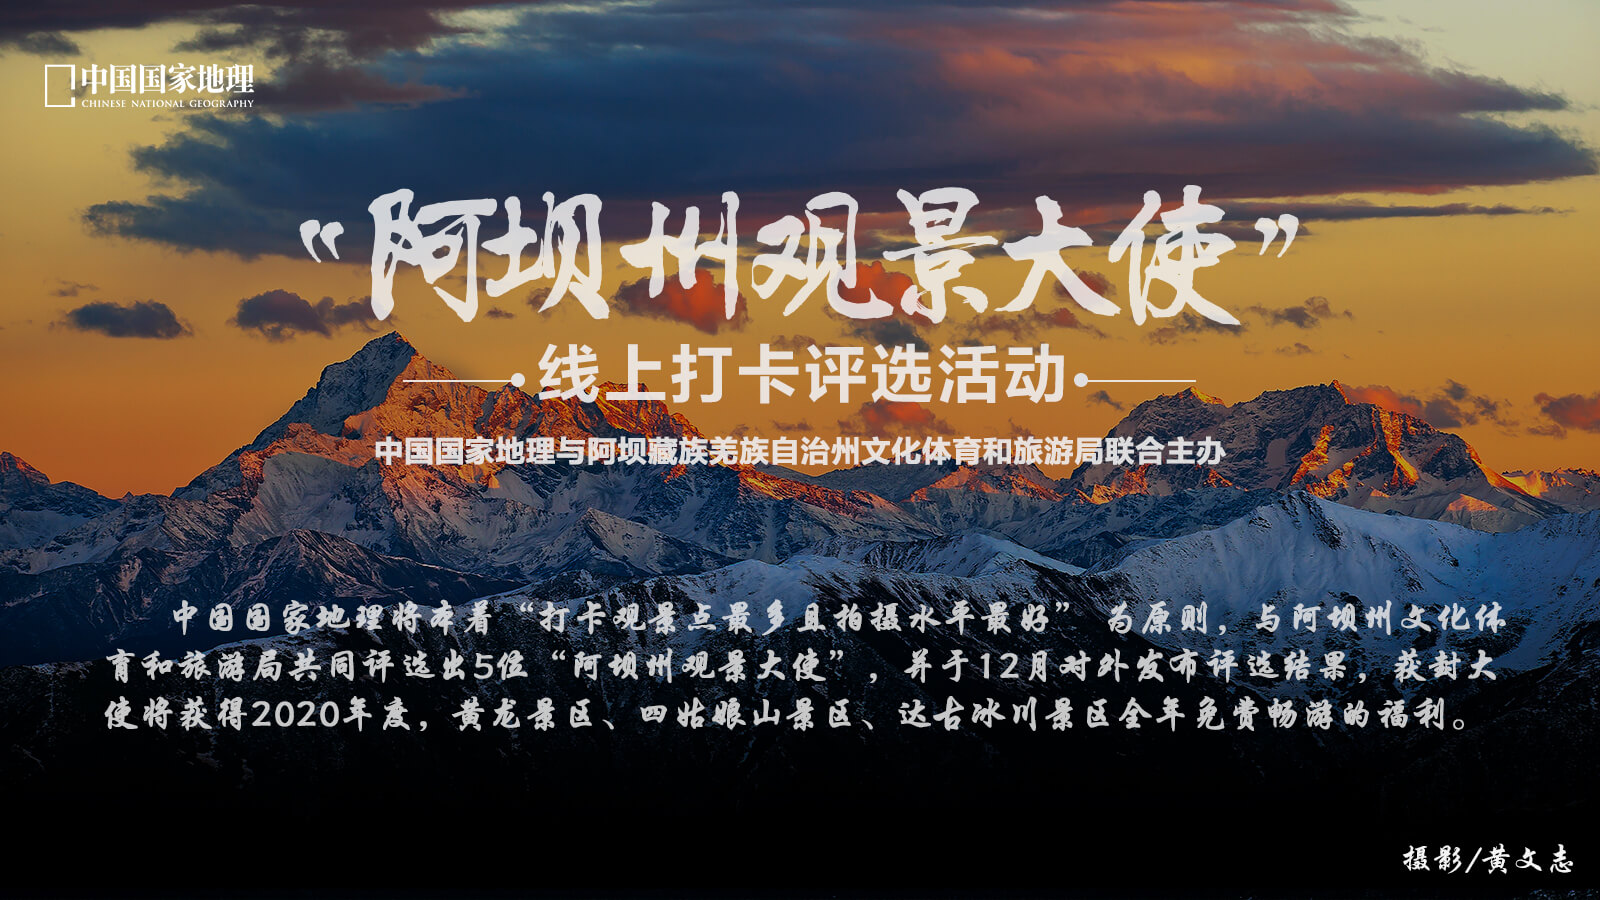 中国国家地理
CHINESE NATIONAL GEOGRAPHY
“阿坝州观景大使”
线上打卡评选活动
中国国家地理与阿坝藏族羌族自治州文化体育和旅游局联合主办
中国国家地理将本着“打卡观景点最多且拍摄水平最好”为原则，与阿坝州文化体
育和旅游局共同评选出5位“阿坝州观景大使”，并于12月对外发布评选结果，获封大
使将获得2020年度，黄龙景区、四姑娘山景区、达古冰川景区全年免费畅游的福利。
摄影/黄文志